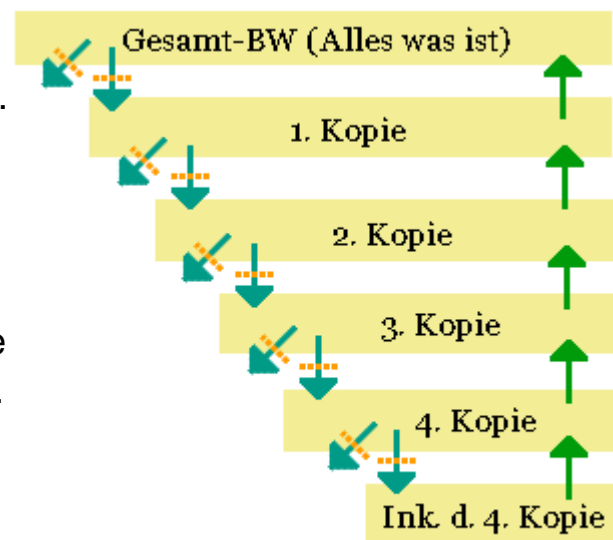 Gesamt-BW (Alles was ist)
.
1. Kopie
2. Kopie
3. Kopie
e
.
4. Kopie
Ink. d. 4. Kopie